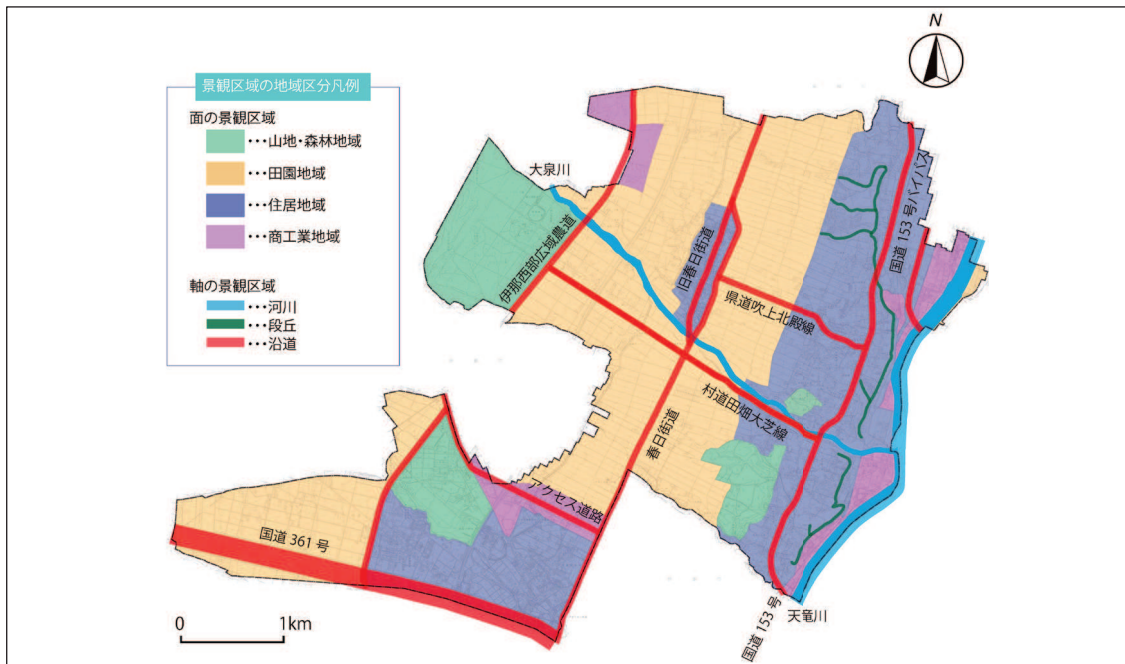 N
景観区域の地域区分凡例
面の景観区域
・・・山地・森林地域
・・・田園地域
・・・住居地域
・・・商工業地域
軸の景観区域
・・・河川
・・・段丘
・・・沿道
大泉川
伊那西部広域農道
旧春日街道
国道153号バイパス
県道吹上北殿線
村道田畑大芝線
春日街道
アクセス道路
国道361号
国道153号
天竜川
0 1km